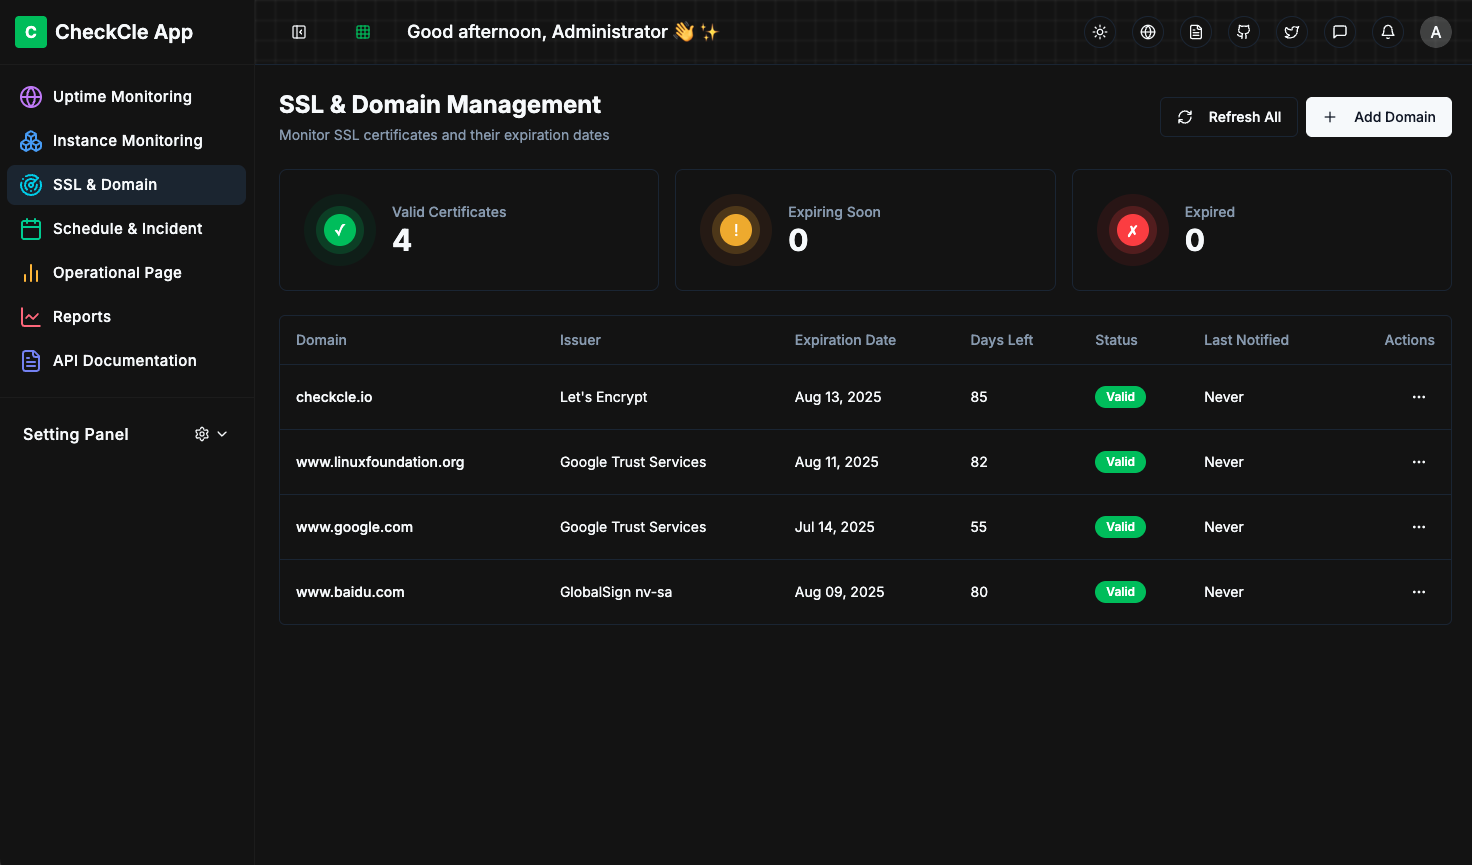 C CheckCle App
Good afternoon, Administrator 👋 ✨
A
Uptime Monitoring
Instance Monitoring
SSL & Domain
Schedule & Incident
Operational Page
Reports
API Documentation
Setting Panel
SSL & Domain Management
Monitor SSL certificates and their expiration dates
Refresh All
+ Add Domain
✓ Valid Certificates
4
! Expiring Soon
0
✗ Expired
0
Domain Issuer Expiration Date Days Left Status Last Notified Actions
checkcle.io Let's Encrypt Aug 13, 2025 85 Valid Never ...
www.linuxfoundation.org Google Trust Services Aug 11, 2025 82 Valid Never ...
www.google.com Google Trust Services Jul 14, 2025 55 Valid Never ...
www.baidu.com GlobalSign nv-sa Aug 09, 2025 80 Valid Never ...